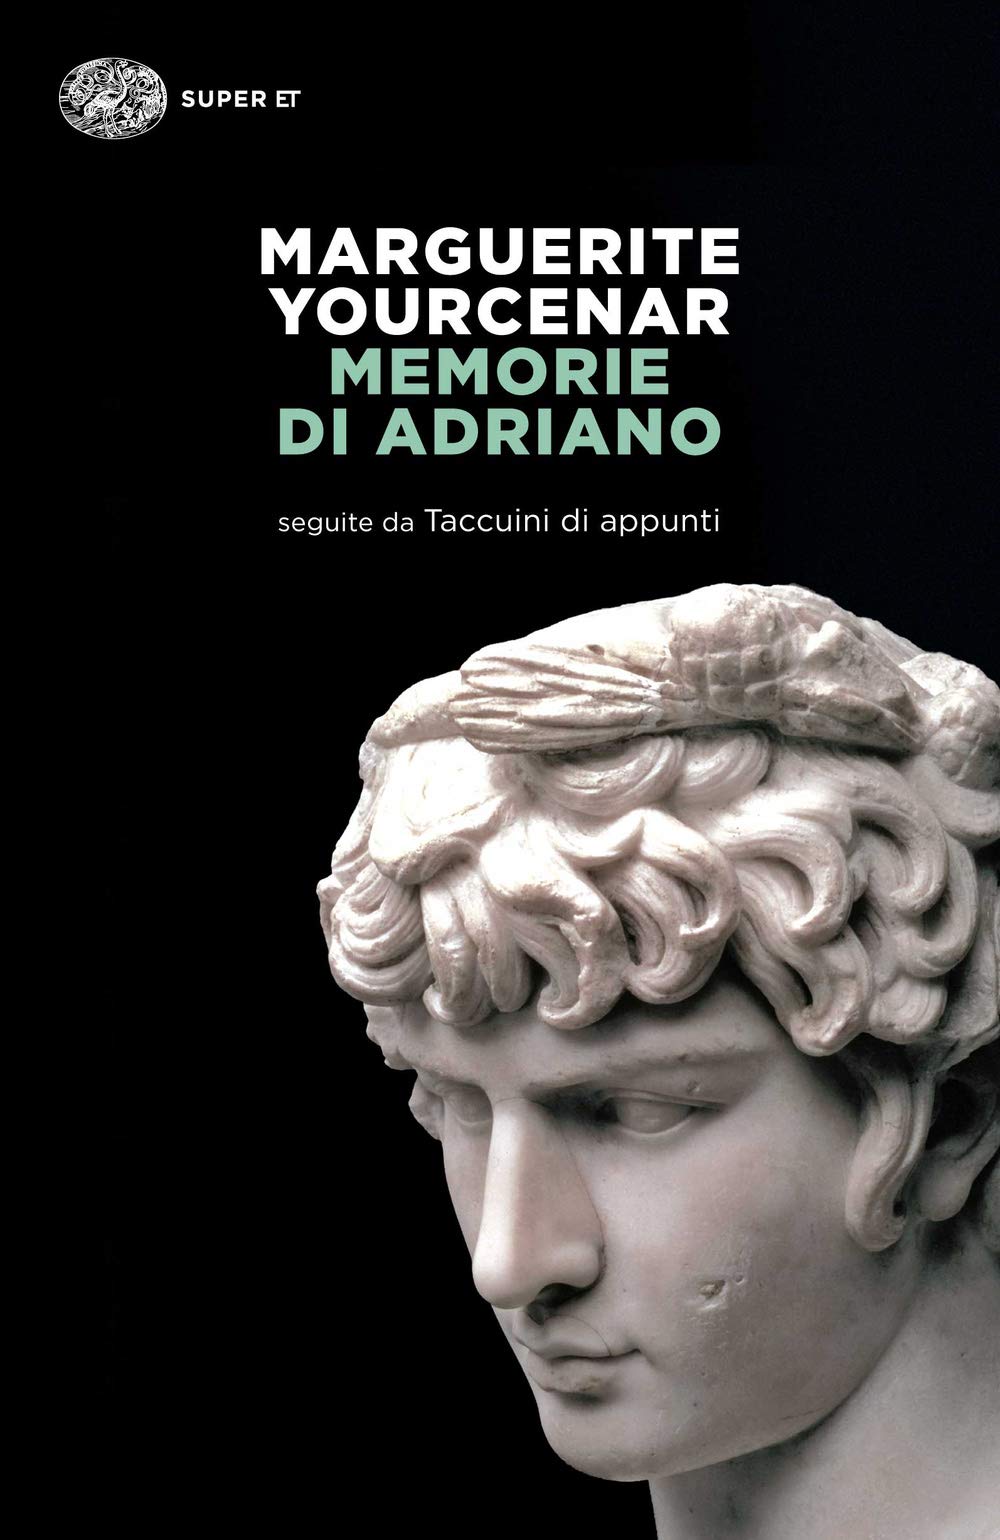 SUPER ET
MARGUERITE
YOURCENAR
MEMORIE
DI ADRIANO
seguite da Taccuini di appunti